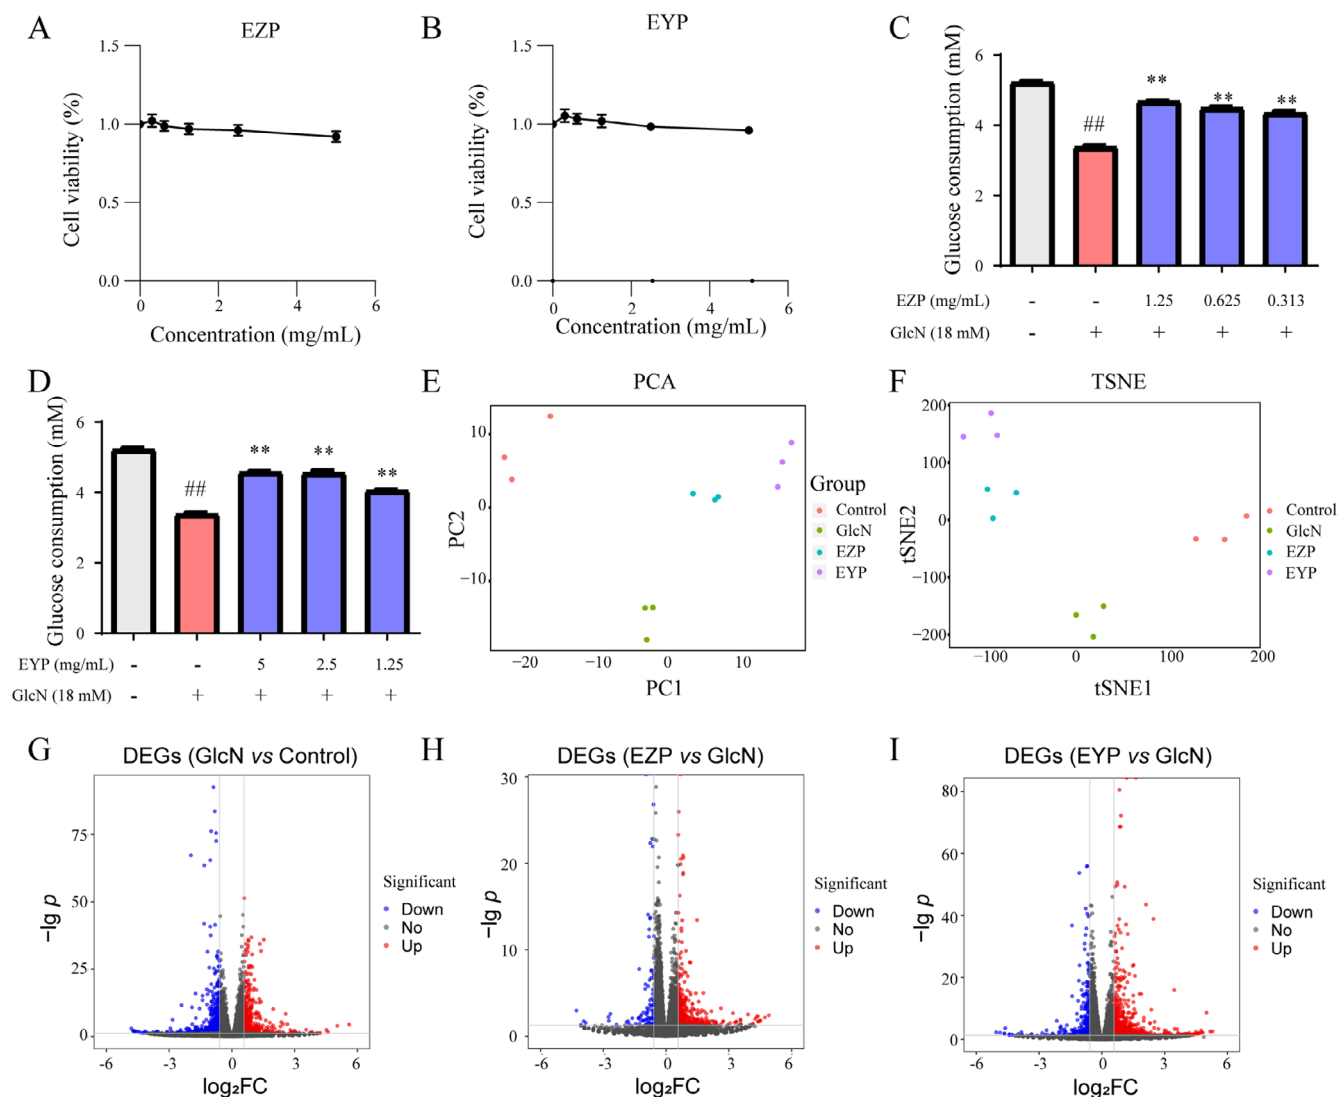 A
EZP
1.5
1.0
0.5
0.0
Cell viability (%)
0
2
4
6
Concentration (mg/mL)
B
EYP
1.5
1.0
0.5
0.0
Cell viability (%)
0
2
4
6
Concentration (mg/mL)
C
Glucose consumption (mM)
6
4
2
0
##
**
**
**
EZP (mg/mL) - - 1.25 0.625 0.313
GlcN (18 mM) - + + + +
D
Glucose consumption (mM)
6
4
2
0
##
**
**
**
EYP (mg/mL) - - 5 2.5 1.25
GlcN (18 mM) - + + + +
E
PCA
PC2
10
0
−10
−20 −10 0 10
PC1
Group
Control
GlcN
EZP
EYP
F
TSNE
tSNE2
200
100
0
−100
−200
−100 0 100 200
tSNE1
Control
GlcN
EZP
EYP
G
DEGs (GlcN vs Control)
−lg p
75
50
25
0
−6 −3 0 3 6
log₂FC
Significant
Down
No
Up
H
DEGs (EZP vs GlcN)
−lg p
30
20
10
0
−6 −3 0 3 6
log₂FC
Significant
Down
No
Up
I
DEGs (EYP vs GlcN)
−lg p
80
60
40
20
0
−6 −3 0 3 6
log₂FC
Significant
Down
No
Up